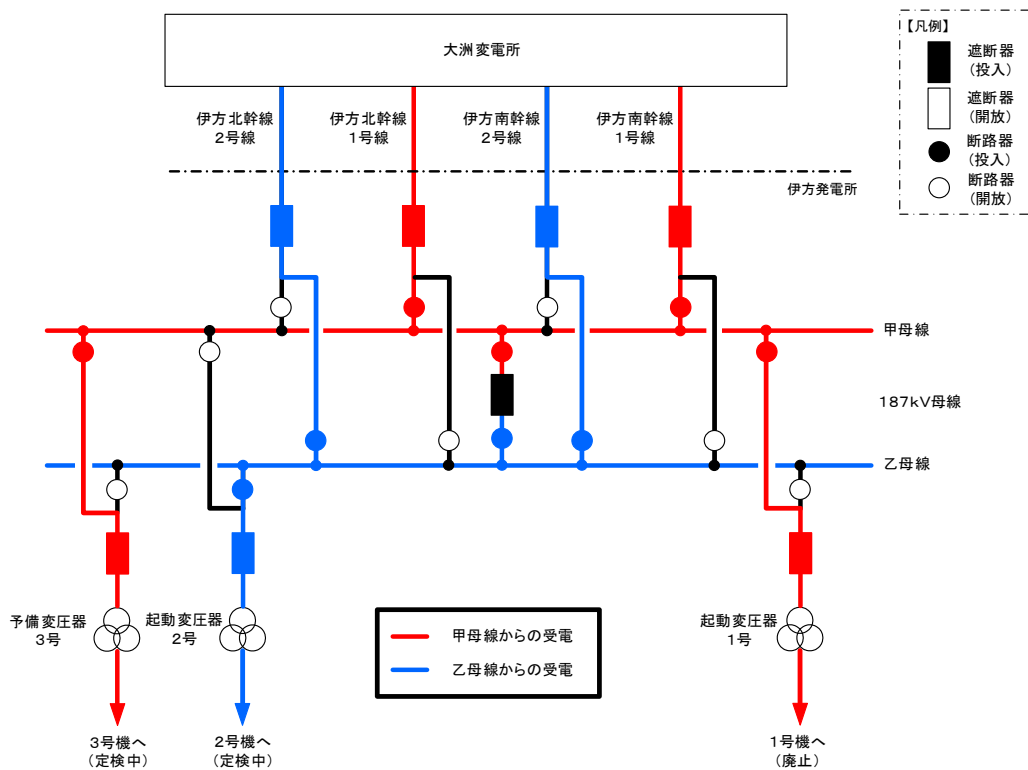 大洲変電所
【凡例】
遮断器
(投入)
遮断器
(開放)
断路器
(投入)
断路器
(開放)
伊方北幹線
2号線
伊方北幹線
1号線
伊方南幹線
2号線
伊方南幹線
1号線
伊方発電所
甲母線
187kV母線
乙母線
予備変圧器
3号
起動変圧器
2号
起動変圧器
1号
甲母線からの受電
乙母線からの受電
3号機へ
(定検中)
2号機へ
(定検中)
1号機へ
(廃止)